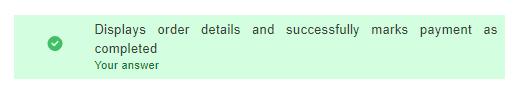 Displays order details and successfully marks payment as
completed
Your answer